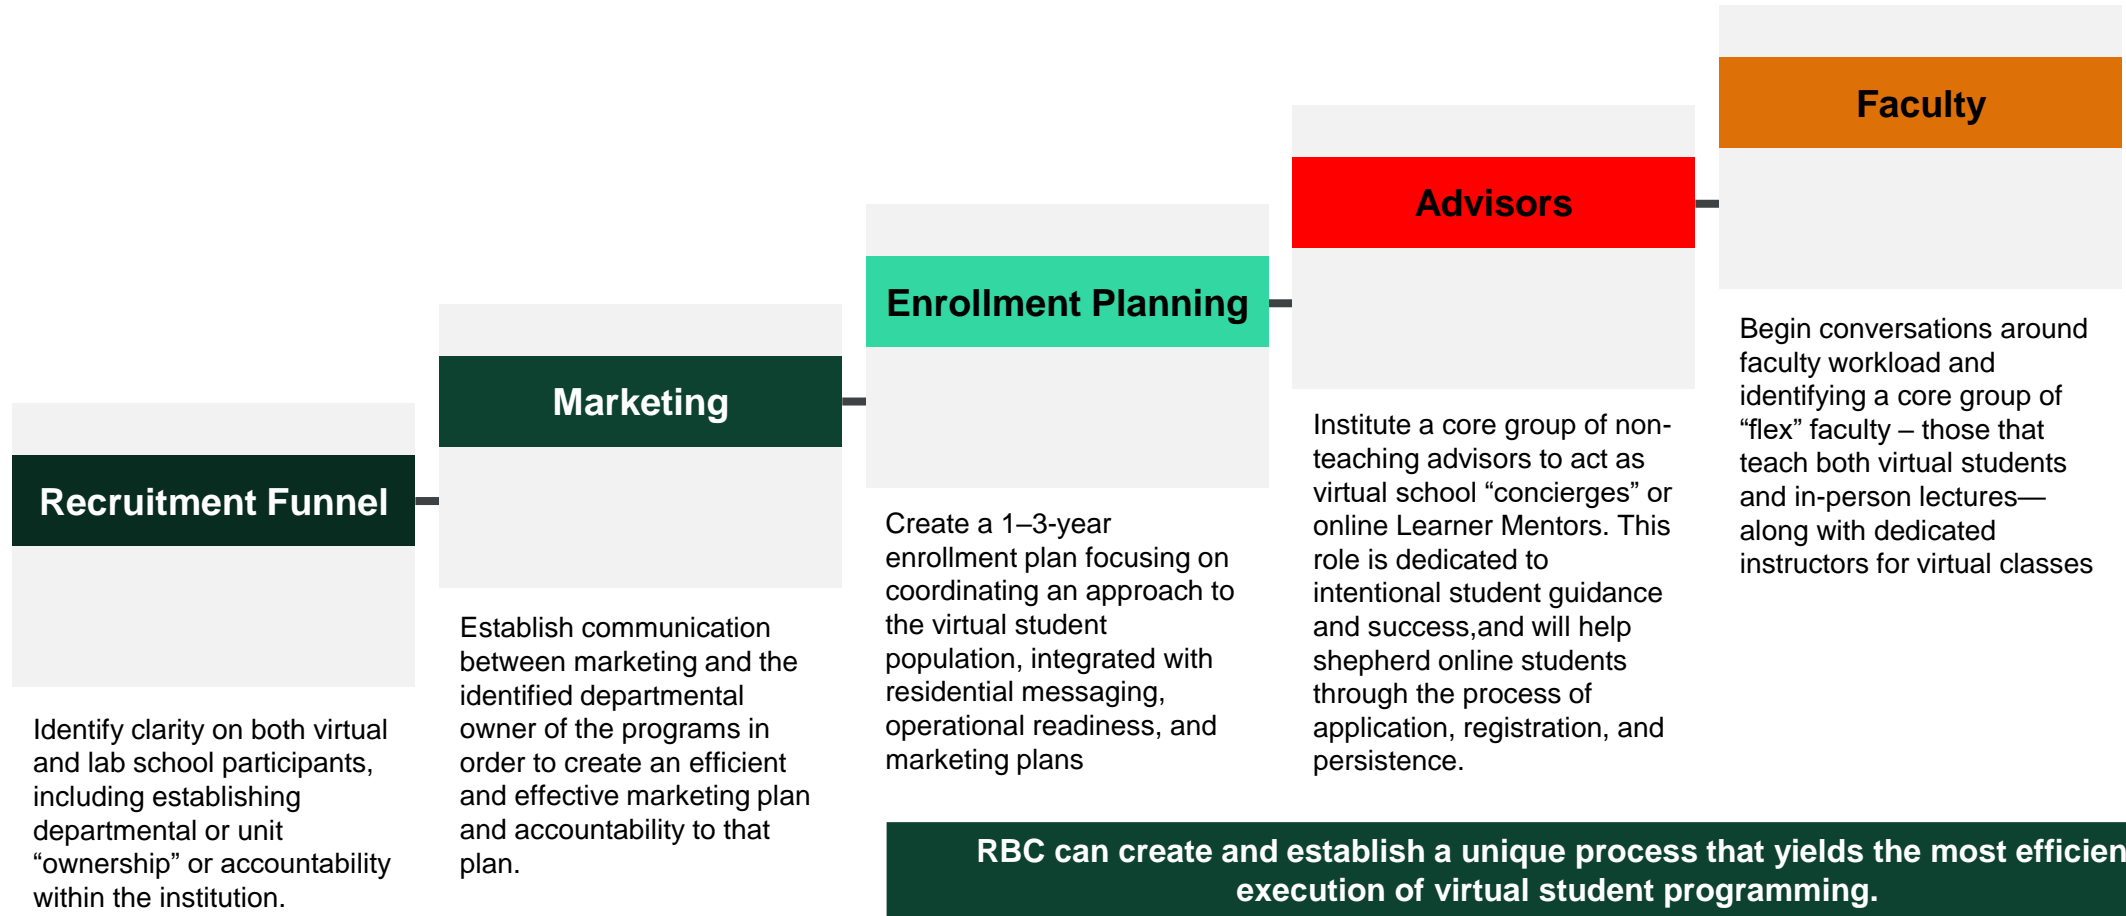 Recruitment Funnel
Identify clarity on both virtual
and lab school participants,
including establishing
departmental or unit
“ownership” or accountability
within the institution.
Marketing
Establish communication
between marketing and the
identified departmental
owner of the programs in
order to create an efficient
and effective marketing plan
and accountability to that
plan.
Enrollment Planning
Create a 1–3-year
enrollment plan focusing on
coordinating an approach to
the virtual student
population, integrated with
residential messaging,
operational readiness, and
marketing plans
Advisors
Institute a core group of non-
teaching advisors to act as
virtual school “concierges” or
online Learner Mentors. This
role is dedicated to
intentional student guidance
and success,and will help
shepherd online students
through the process of
application, registration, and
persistence.
Faculty
Begin conversations around
faculty workload and
identifying a core group of
“flex” faculty – those that
teach both virtual students
and in-person lectures—
along with dedicated
instructors for virtual classes
RBC can create and establish a unique process that yields the most efficien
execution of virtual student programming.